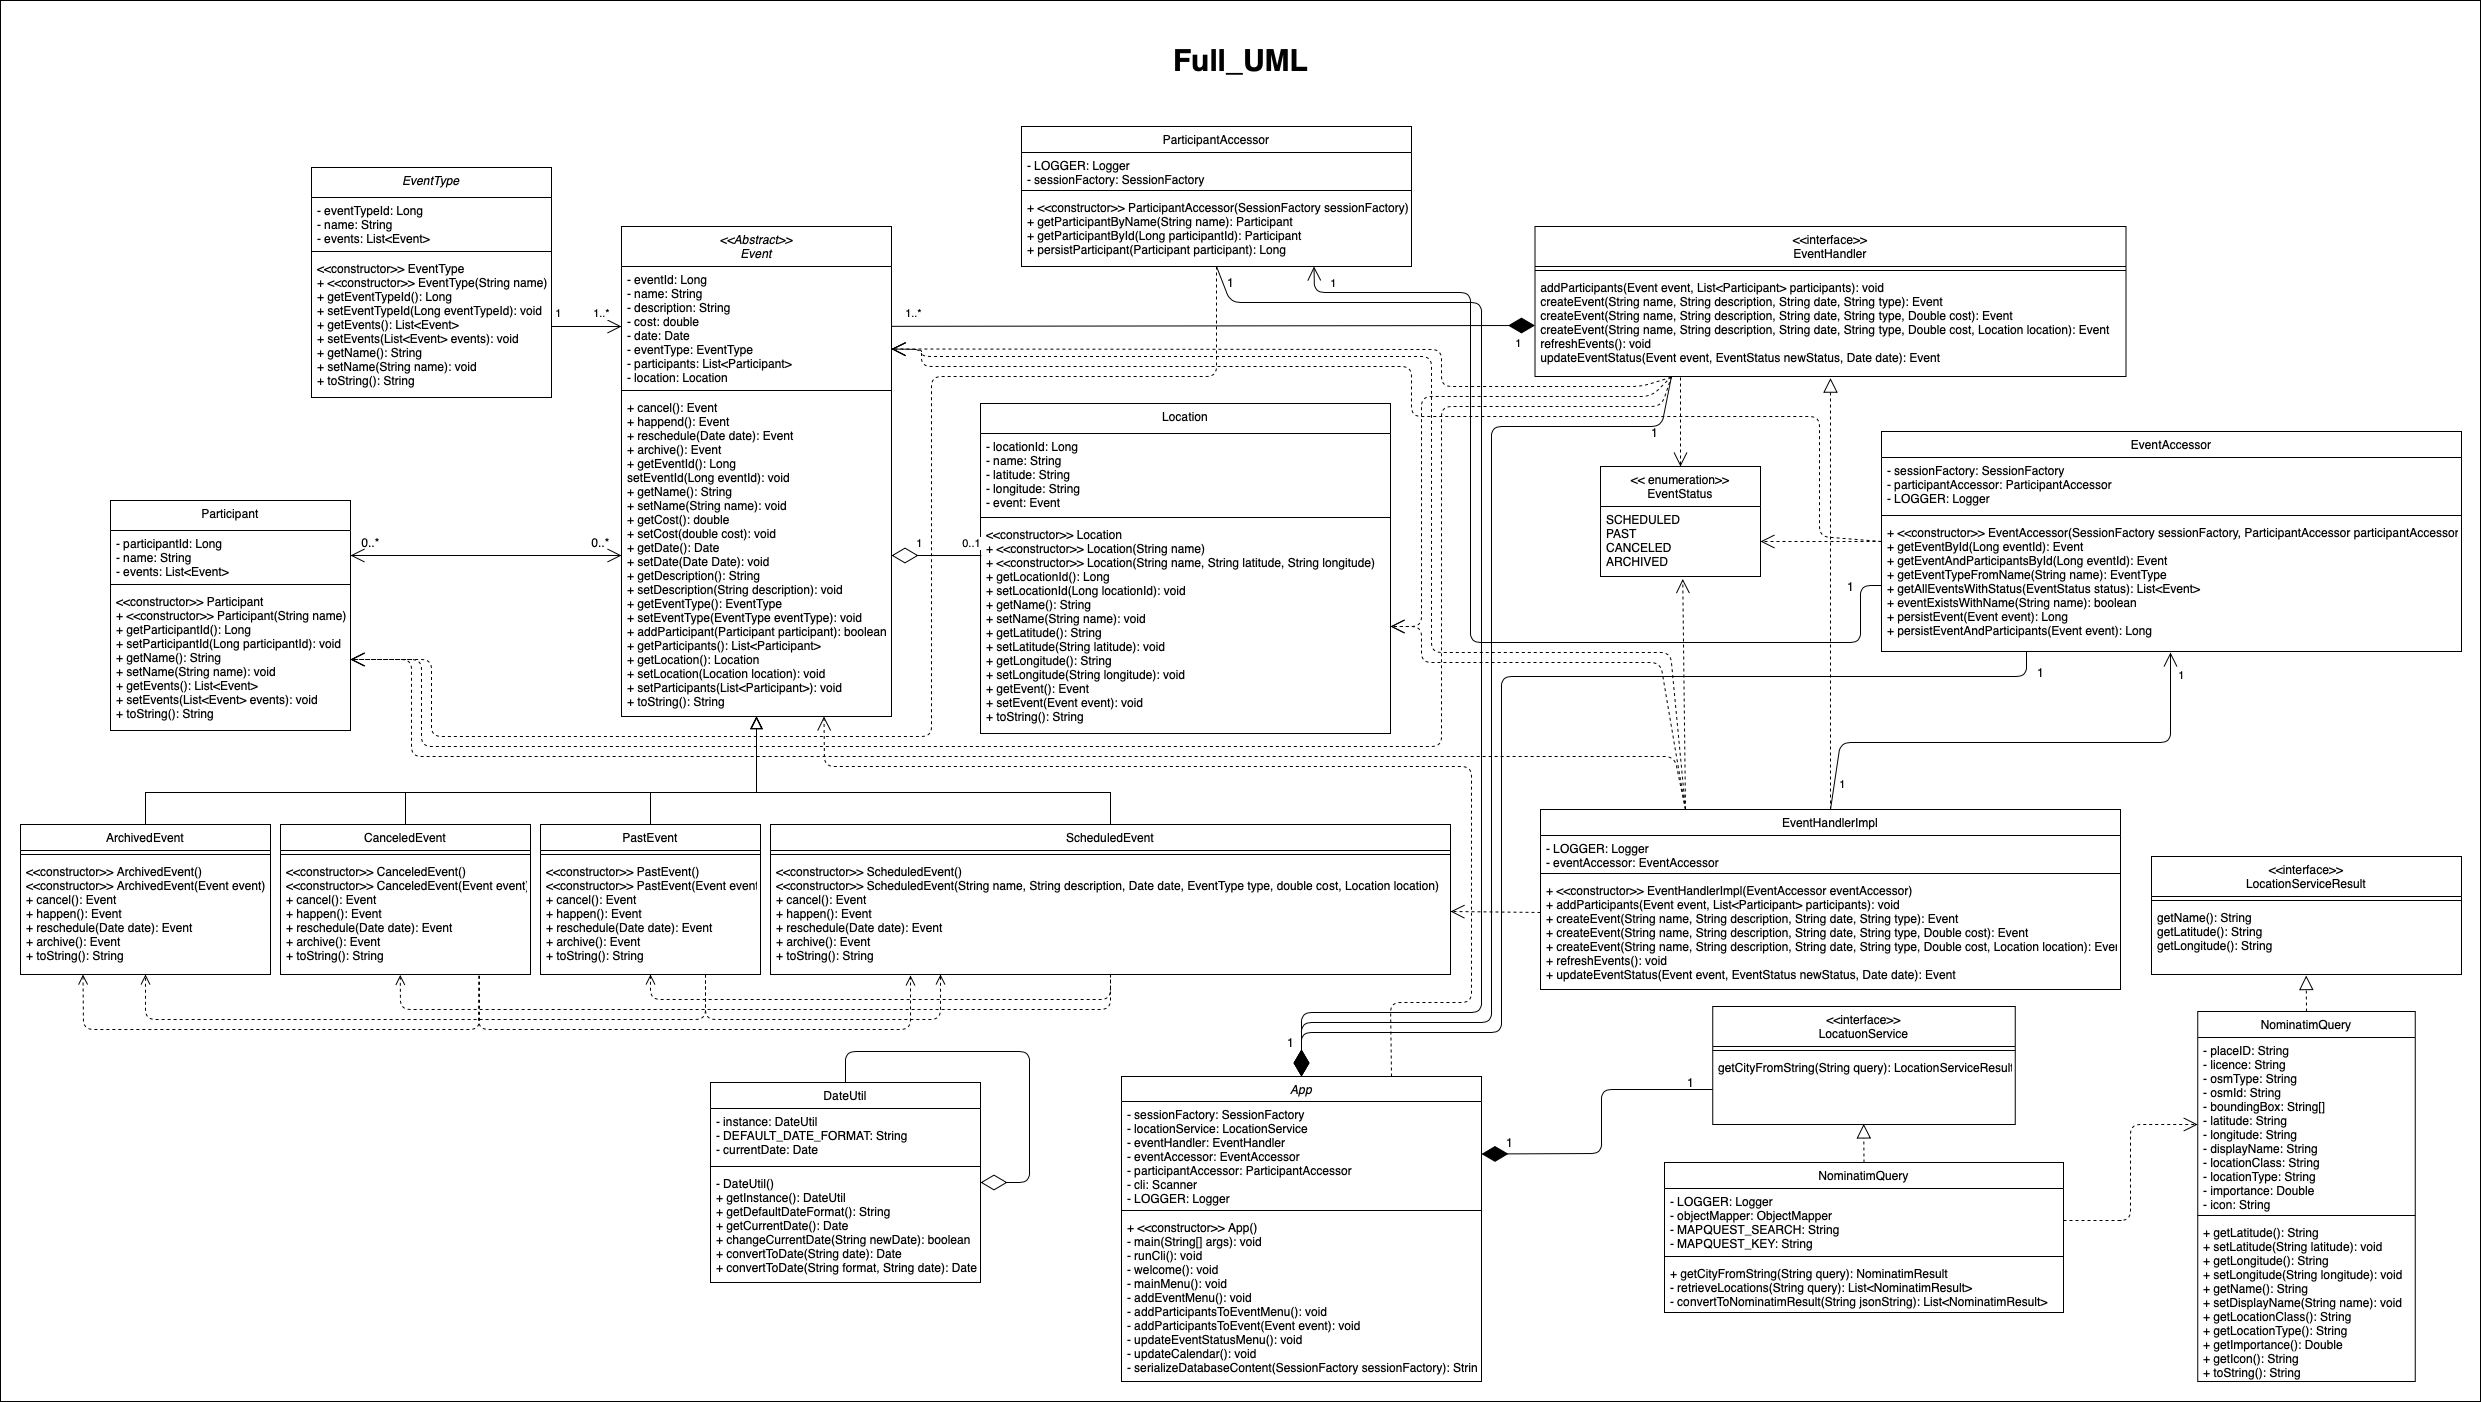 Full_UML
EventType
- eventTypeId: Long
- name: String
- events: List<Event>
<<constructor>> EventType
+ <<constructor>> EventType(String name)
+ getEventTypeId(): Long
+ setEventTypeId(Long eventTypeId): void
+ getEvents(): List<Event>
+ setEvents(List<Event> events): void
+ getName(): String
+ setName(String name): void
+ toString(): String
1
1..*
<<Abstract>>
Event
- eventId: Long
- name: String
- description: String
- cost: double
- date: Date
- eventType: EventType
- participants: List<Participant>
- location: Location
+ cancel(): Event
+ happend(): Event
+ reschedule(Date date): Event
+ archive(): Event
+ getEventId(): Long
setEventId(Long eventId): void
+ getName(): String
+ setName(String name): void
+ getCost(): double
+ setCost(double cost): void
+ getDate(): Date
+ setDate(Date Date): void
+ getDescription(): String
+ setDescription(String description): void
+ getEventType(): EventType
+ setEventType(EventType eventType): void
+ addParticipant(Participant participant): boolean
+ getParticipants(): List<Participant>
+ getLocation(): Location
+ setLocation(Location location): void
+ setParticipants(List<Participant>): void
+ toString(): String
1..*
1
0..1
ParticipantAccessor
- LOGGER: Logger
- sessionFactory: SessionFactory
+ <<constructor>> ParticipantAccessor(SessionFactory sessionFactory)
+ getParticipantByName(String name): Participant
+ getParticipantById(Long participantId): Participant
+ persistParticipant(Participant participant): Long
1
1
<<interface>>
EventHandler
addParticipants(Event event, List<Participant> participants): void
createEvent(String name, String description, String date, String type): Event
createEvent(String name, String description, String date, String type, Double cost): Event
createEvent(String name, String description, String date, String type, Double cost, Location location): Event
refreshEvents(): void
updateEventStatus(Event event, EventStatus newStatus, Date date): Event
1
1
Location
- locationId: Long
- name: String
- latitude: String
- longitude: String
- event: Event
<<constructor>> Location
+ <<constructor>> Location(String name)
+ <<constructor>> Location(String name, String latitude, String longitude)
+ getLocationId(): Long
+ setLocationId(Long locationId): void
+ getName(): String
+ setName(String name): void
+ getLatitude(): String
+ setLatitude(String latitude): void
+ getLongitude(): String
+ setLongitude(String longitude): void
+ getEvent(): Event
+ setEvent(Event event): void
+ toString(): String
<< enumeration>>
EventStatus
SCHEDULED
PAST
CANCELED
ARCHIVED
EventAccessor
- sessionFactory: SessionFactory
- participantAccessor: ParticipantAccessor
- LOGGER: Logger
+ <<constructor>> EventAccessor(SessionFactory sessionFactory, ParticipantAccessor participantAccessor
+ getEventById(Long eventId): Event
+ getEventAndParticipantsById(Long eventId): Event
+ getEventTypeFromName(String name): EventType
+ getAllEventsWithStatus(EventStatus status): List<Event>
+ eventExistsWithName(String name): boolean
+ persistEvent(Event event): Long
+ persistEventAndParticipants(Event event): Long
1
1
1
Participant
- participantId: Long
- name: String
- events: List<Event>
<<constructor>> Participant
+ <<constructor>> Participant(String name)
+ getParticipantId(): Long
+ setParticipantId(Long participantId): void
+ getName(): String
+ setName(String name): void
+ getEvents(): List<Event>
+ setEvents(List<Event> events): void
+ toString(): String
0..*
0..*
ArchivedEvent
<<constructor>> ArchivedEvent()
<<constructor>> ArchivedEvent(Event event)
+ cancel(): Event
+ happen(): Event
+ reschedule(Date date): Event
+ archive(): Event
+ toString(): String
CanceledEvent
<<constructor>> CanceledEvent()
<<constructor>> CanceledEvent(Event event)
+ cancel(): Event
+ happen(): Event
+ reschedule(Date date): Event
+ archive(): Event
+ toString(): String
PastEvent
<<constructor>> PastEvent()
<<constructor>> PastEvent(Event event
+ cancel(): Event
+ happen(): Event
+ reschedule(Date date): Event
+ archive(): Event
+ toString(): String
ScheduledEvent
<<constructor>> ScheduledEvent()
<<constructor>> ScheduledEvent(String name, String description, Date date, EventType type, double cost, Location location)
+ cancel(): Event
+ happen(): Event
+ reschedule(Date date): Event
+ archive(): Event
+ toString(): String
1
EventHandlerImpl
- LOGGER: Logger
- eventAccessor: EventAccessor
+ <<constructor>> EventHandlerImpl(EventAccessor eventAccessor)
+ addParticipants(Event event, List<Participant> participants): void
+ createEvent(String name, String description, String date, String type): Event
+ createEvent(String name, String description, String date, String type, Double cost): Event
+ createEvent(String name, String description, String date, String type, Double cost, Location location): Eve
+ refreshEvents(): void
+ updateEventStatus(Event event, EventStatus newStatus, Date date): Event
<<interface>>
LocationServiceResult
getName(): String
getLatitude(): String
getLongitude(): String
DateUtil
- instance: DateUtil
- DEFAULT_DATE_FORMAT: String
- currentDate: Date
- DateUtil()
+ getInstance(): DateUtil
+ getDefaultDateFormat(): String
+ getCurrentDate(): Date
+ changeCurrentDate(String newDate): boolean
+ convertToDate(String date): Date
+ convertToDate(String format, String date): Date
1
App
- sessionFactory: SessionFactory
- locationService: LocationService
- eventHandler: EventHandler
- eventAccessor: EventAccessor
- participantAccessor: ParticipantAccessor
- cli: Scanner
- LOGGER: Logger
+ <<constructor>> App()
- main(String[] args): void
- runCli(): void
- welcome(): void
- mainMenu(): void
- addEventMenu(): void
- addParticipantsToEventMenu(): void
- addParticipantsToEvent(Event event): void
- updateEventStatusMenu(): void
- updateCalendar(): void
- serializeDatabaseContent(SessionFactory sessionFactory): Strin
1
1
<<interface>>
LocatuonService
getCityFromString(String query): LocationServiceResult
NominatimQuery
- LOGGER: Logger
- objectMapper: ObjectMapper
- MAPQUEST_SEARCH: String
- MAPQUEST_KEY: String
+ getCityFromString(String query): NominatimResult
- retrieveLocations(String query): List<NominatimResult>
- convertToNominatimResult(String jsonString): List<NominatimResult>
NominatimQuery
- placeID: String
- licence: String
- osmType: String
- osmId: String
- boundingBox: String[]
- latitude: String
- longitude: String
- displayName: String
- locationClass: String
- locationType: String
- importance: Double
- icon: String
+ getLatitude(): String
+ setLatitude(String latitude): void
+ getLongitude(): String
+ setLongitude(String longitude): void
+ getName(): String
+ setDisplayName(String name): void
+ getLocationClass(): String
+ getLocationType(): String
+ getImportance(): Double
+ getIcon(): String
+ toString(): String